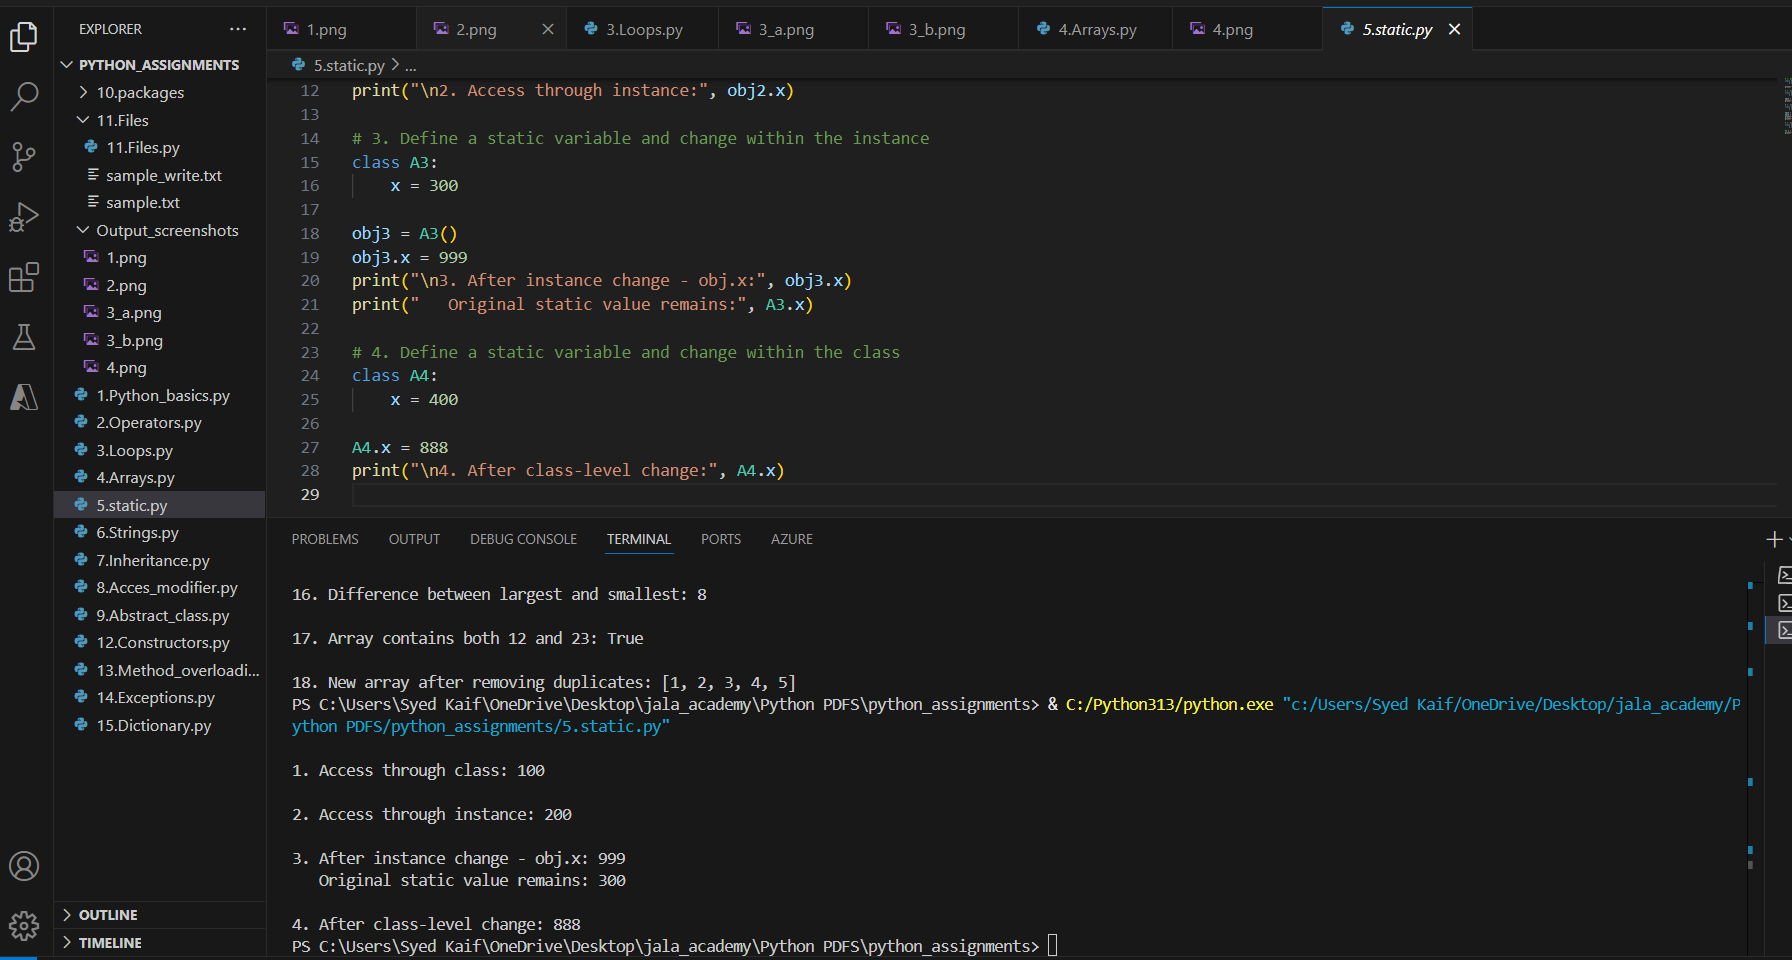 EXPLORER
PYTHON_ASSIGNMENTS
10.packages
11.Files
11.Files.py
sample_write.txt
sample.txt
Output_screenshots
1.png
2.png
3_a.png
3_b.png
4.png
1.Python_basics.py
2.Operators.py
3.Loops.py
4.Arrays.py
5.static.py
6.Strings.py
7.Inheritance.py
8.Acces_modifier.py
9.Abstract_class.py
12.Constructors.py
13.Method_overloadi...
14.Exceptions.py
15.Dictionary.py
OUTLINE
TIMELINE
1.png 2.png 3.Loops.py 3_a.png 3_b.png 4.Arrays.py 4.png 5.static.py
5.static.py > ...
12 print("\n2. Access through instance:", obj2.x)
13
14 # 3. Define a static variable and change within the instance
15 class A3:
16     x = 300
17
18 obj3 = A3()
19 obj3.x = 999
20 print("\n3. After instance change - obj.x:", obj3.x)
21 print("   Original static value remains:", A3.x)
22
23 # 4. Define a static variable and change within the class
24 class A4:
25     x = 400
26
27 A4.x = 888
28 print("\n4. After class-level change:", A4.x)
29
PROBLEMS OUTPUT DEBUG CONSOLE TERMINAL PORTS AZURE
16. Difference between largest and smallest: 8
17. Array contains both 12 and 23: True
18. New array after removing duplicates: [1, 2, 3, 4, 5]
PS C:\Users\Syed Kaif\OneDrive\Desktop\jala_academy\Python PDFS\python_assignments> & C:/Python313/python.exe "c:/Users/Syed Kaif/OneDrive/Desktop/jala_academy/P
ython PDFS/python_assignments/5.static.py"
1. Access through class: 100
2. Access through instance: 200
3. After instance change - obj.x: 999
   Original static value remains: 300
4. After class-level change: 888
PS C:\Users\Syed Kaif\OneDrive\Desktop\jala_academy\Python PDFS\python_assignments>